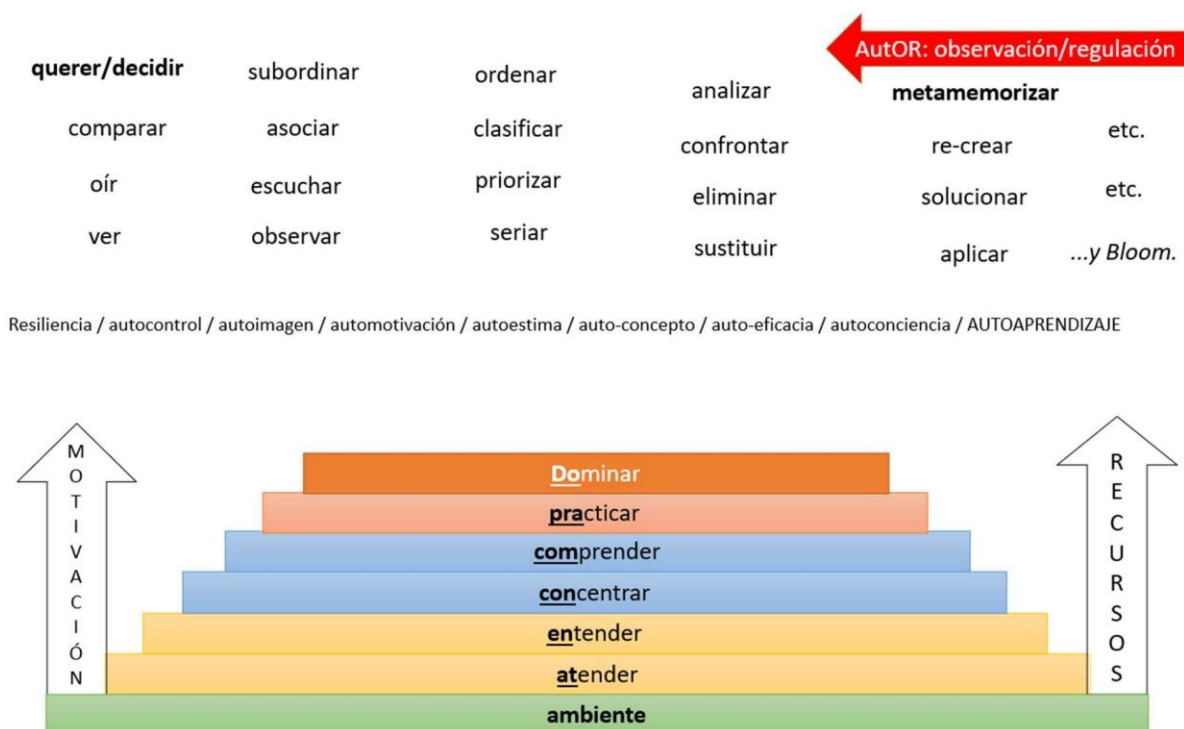 AutOR: observación/regulación
querer/decidir subordinar ordenar analizar metamemorizar
comparar asociar clasificar confrontar re-crear etc.
oír escuchar priorizar eliminar solucionar etc.
ver observar seriar sustituir aplicar ...y Bloom.
Resiliencia / autocontrol / autoimagen / automotivación / autoestima / auto-concepto / auto-eficacia / autoconciencia / AUTOAPRENDIZAJE
MOTIVACIÓN
Dominar
practicar
comprender
concentrar
entender
atender
ambiente
RECURSOS